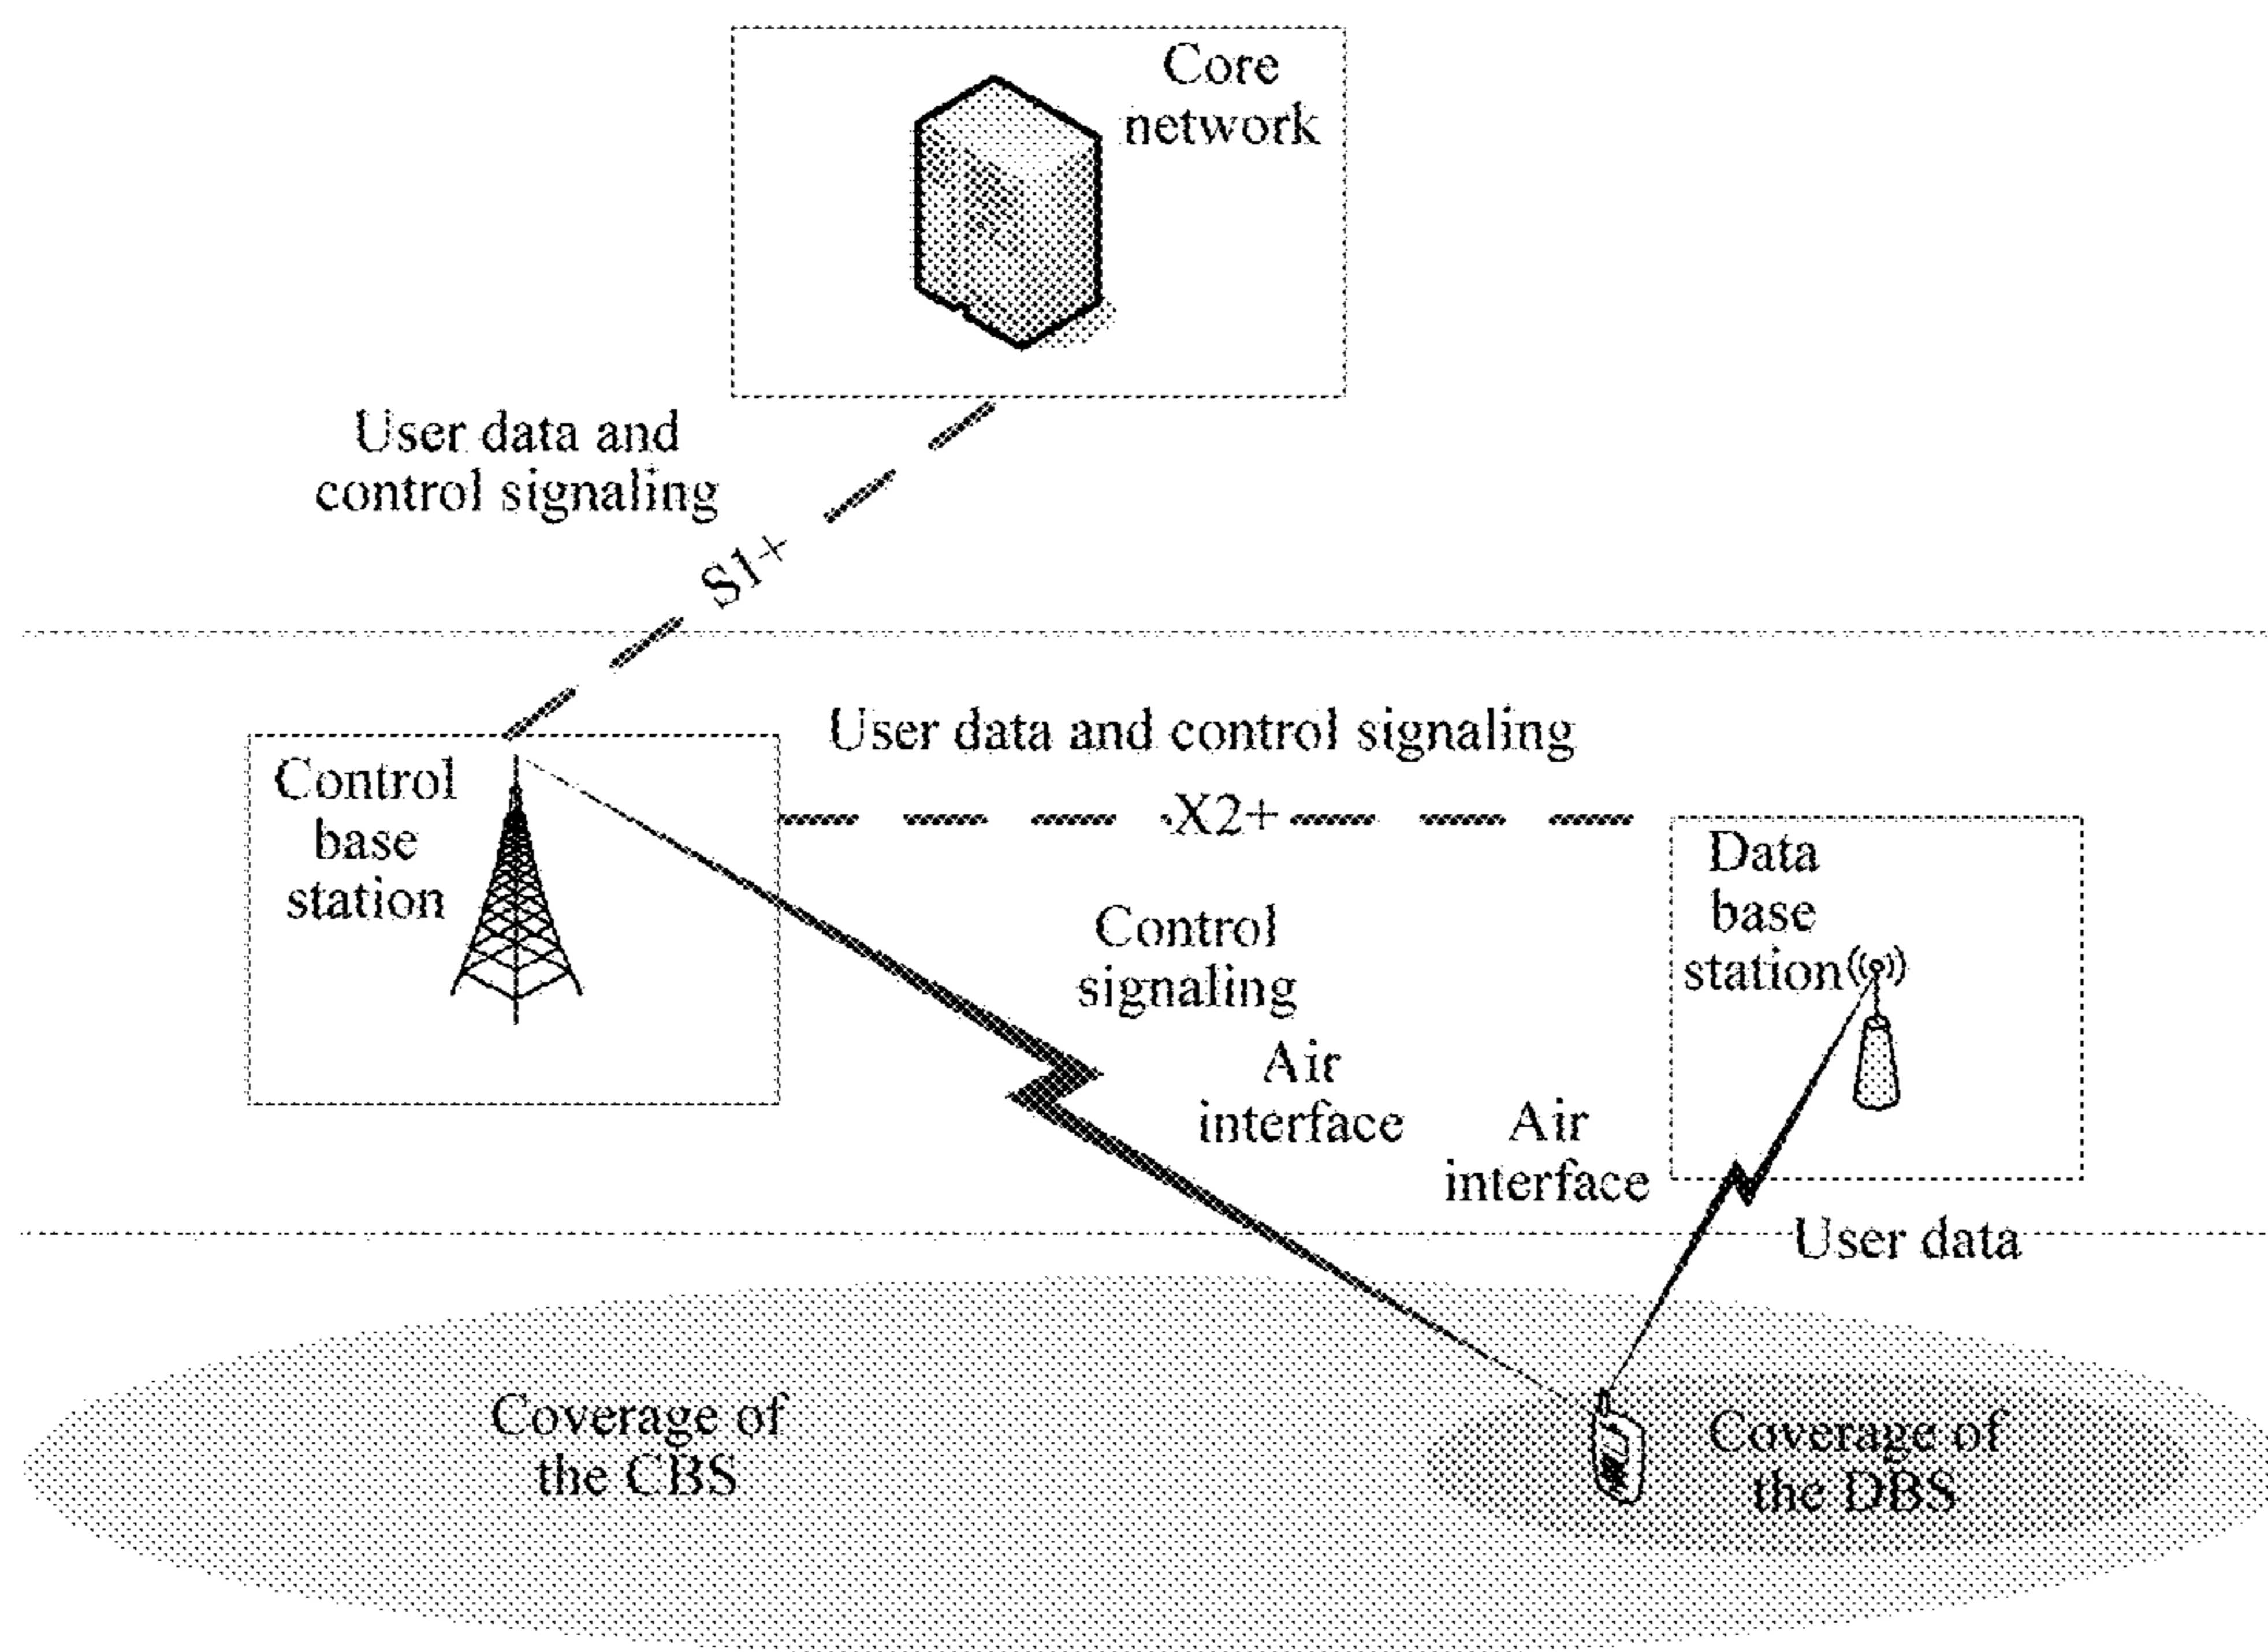 Core
network
User data and
control signaling
S1+
User data and control signaling
Control
base
station
X2+
Data
base
station
Control
signaling
Air
interface
Air
interface
User data
Coverage of
the CBS
Coverage of
the DBS